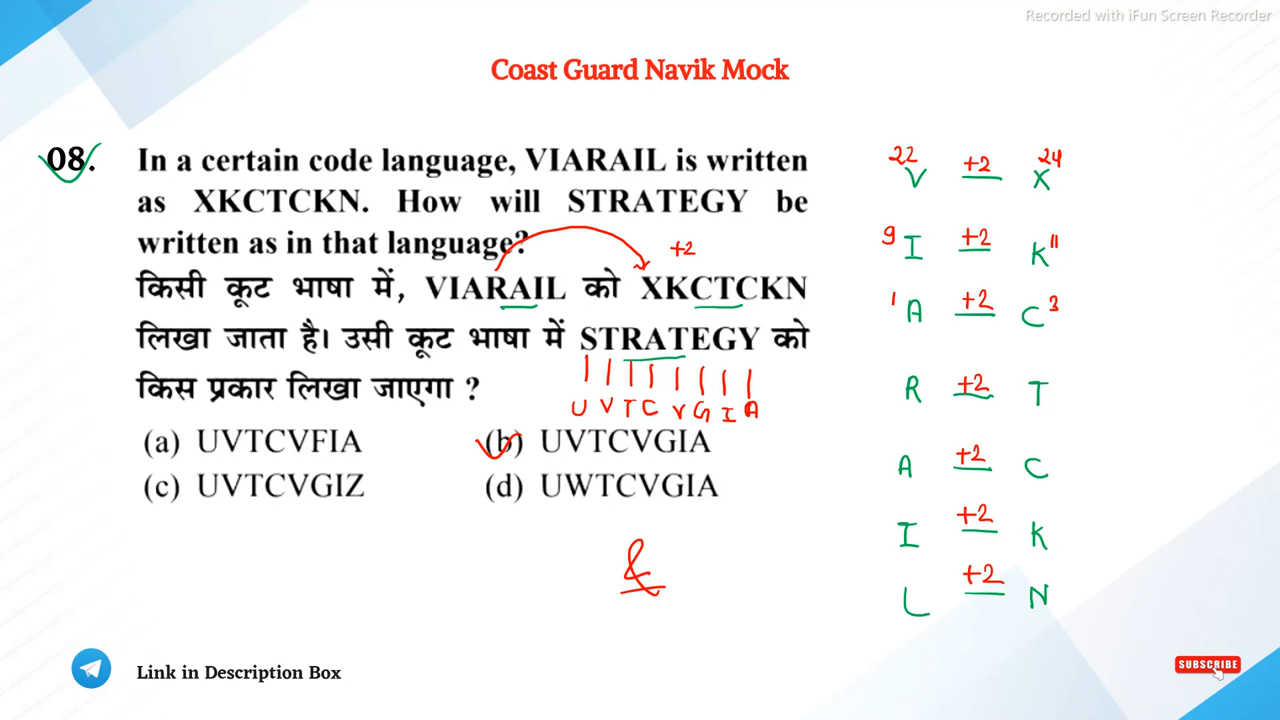 Recorded with iFun Screen Recorder
Coast Guard Navik Mock
08. In a certain code language, VIARAIL is written
as XKCTCKN. How will STRATEGY be
written as in that language?
+2
किसी कूट भाषा में, VIARAIL को XKCTCKN
लिखा जाता है। उसी कूट भाषा में STRATEGY को
किस प्रकार लिखा जाएगा ?
U V T C V G I A
(a) UVTCVFIA (b) UVTCVGIA
(c) UVTCVGIZ (d) UWTCVGIA
22 V +2 X 24
9 I +2 K 11
1 A +2 C 3
R +2 T
A +2 C
I +2 K
L +2 N
Link in Description Box
SUBSCRIBE